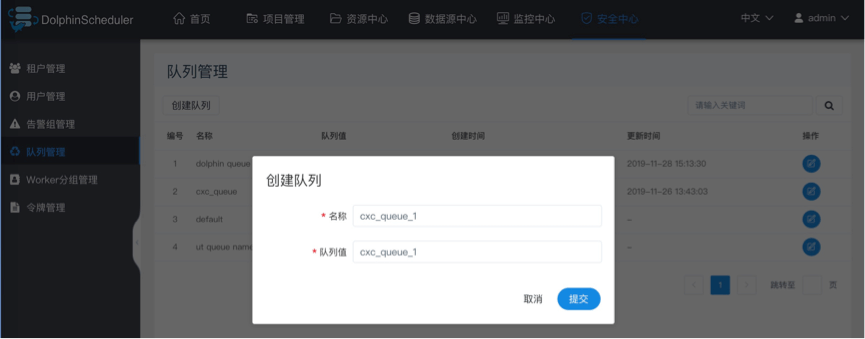 DolphinScheduler 首页 项目管理 资源中心 数据源中心 监控中心 安全中心 中文 admin
租户管理
用户管理
告警组管理
队列管理
Worker分组管理
令牌管理
队列管理
创建队列 请输入关键词
编号 名称 队列值 创建时间 更新时间 操作
1 dolphin queue 2019-11-28 15:13:30
2 cxc_queue 2019-11-26 13:43:03
3 default -
4 ut queue name -
1 跳转至 页
创建队列
* 名称 cxc_queue_1
* 队列值 cxc_queue_1
取消 提交